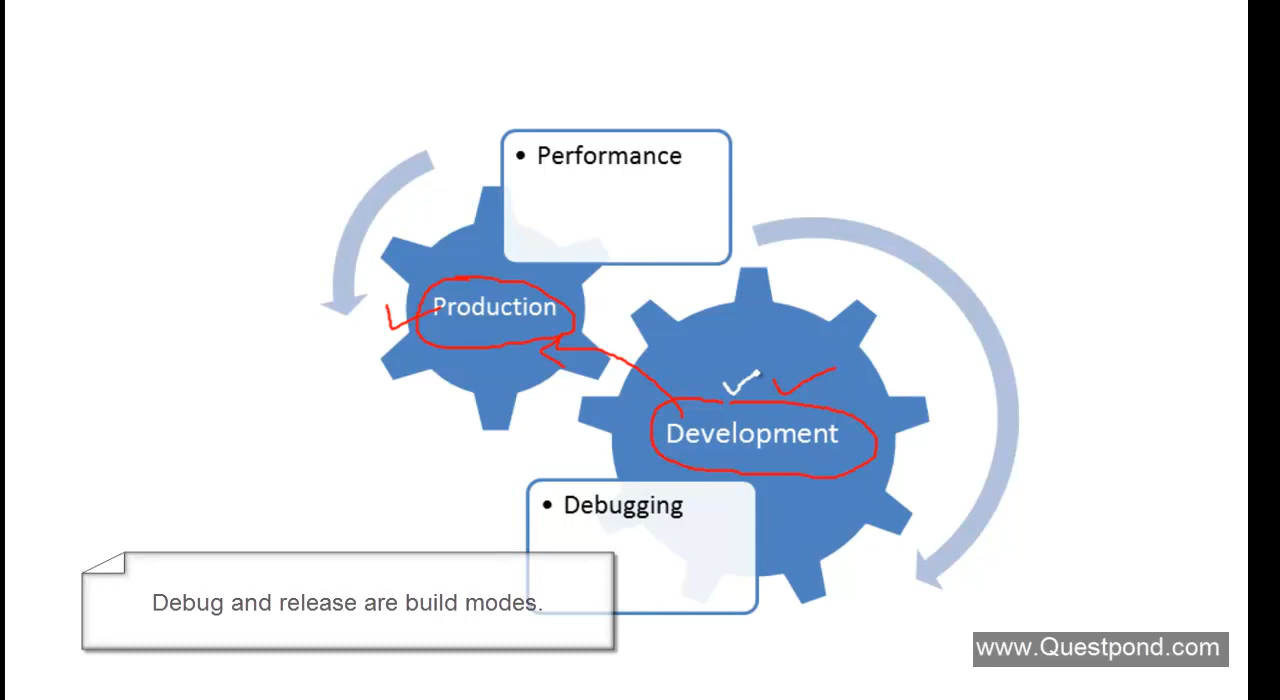 • Performance
Production
Development
• Debugging
Debug and release are build modes.
www.Questpond.com